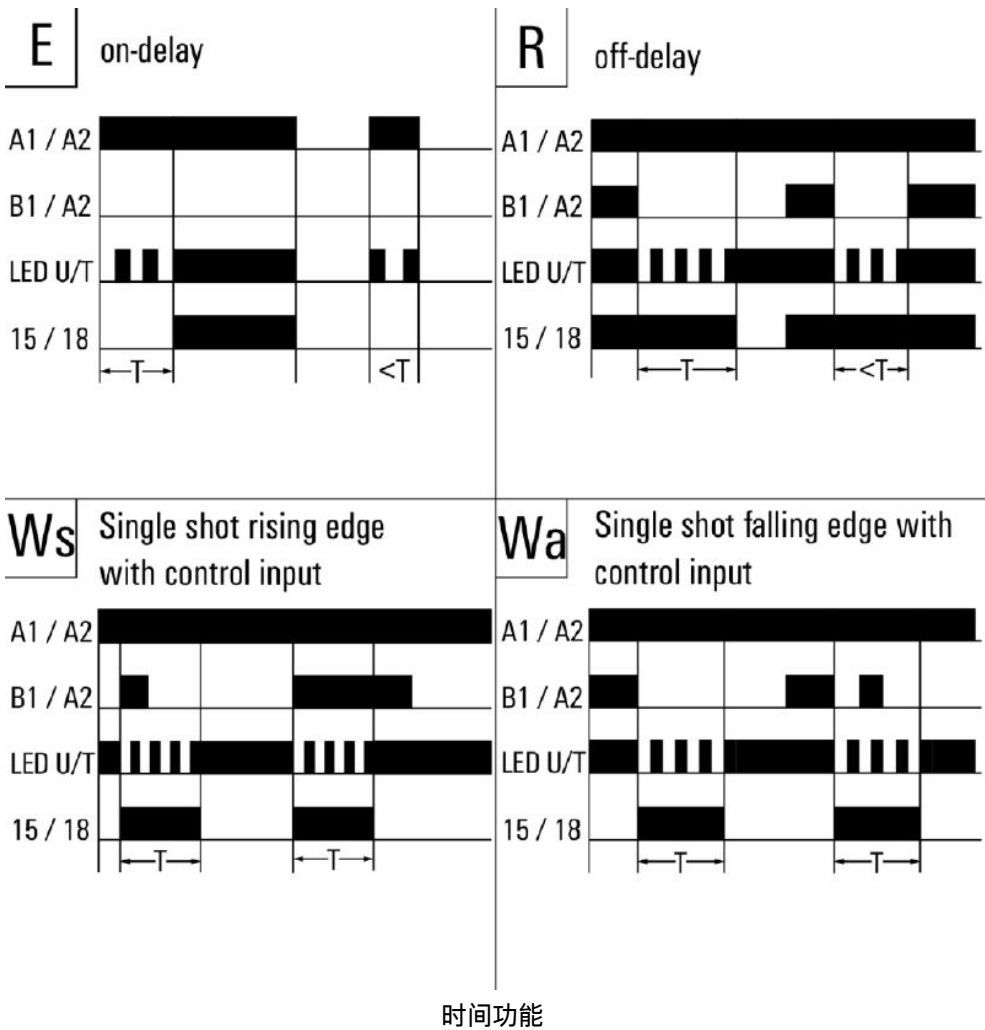 E on-delay
A1 / A2
B1 / A2
LED U/T
15 / 18
T
<T
R off-delay
A1 / A2
B1 / A2
LED U/T
15 / 18
T
<T
Ws Single shot rising edge
with control input
A1 / A2
B1 / A2
LED U/T
15 / 18
T
T
Wa Single shot falling edge with
control input
A1 / A2
B1 / A2
LED U/T
15 / 18
T
T
时间功能